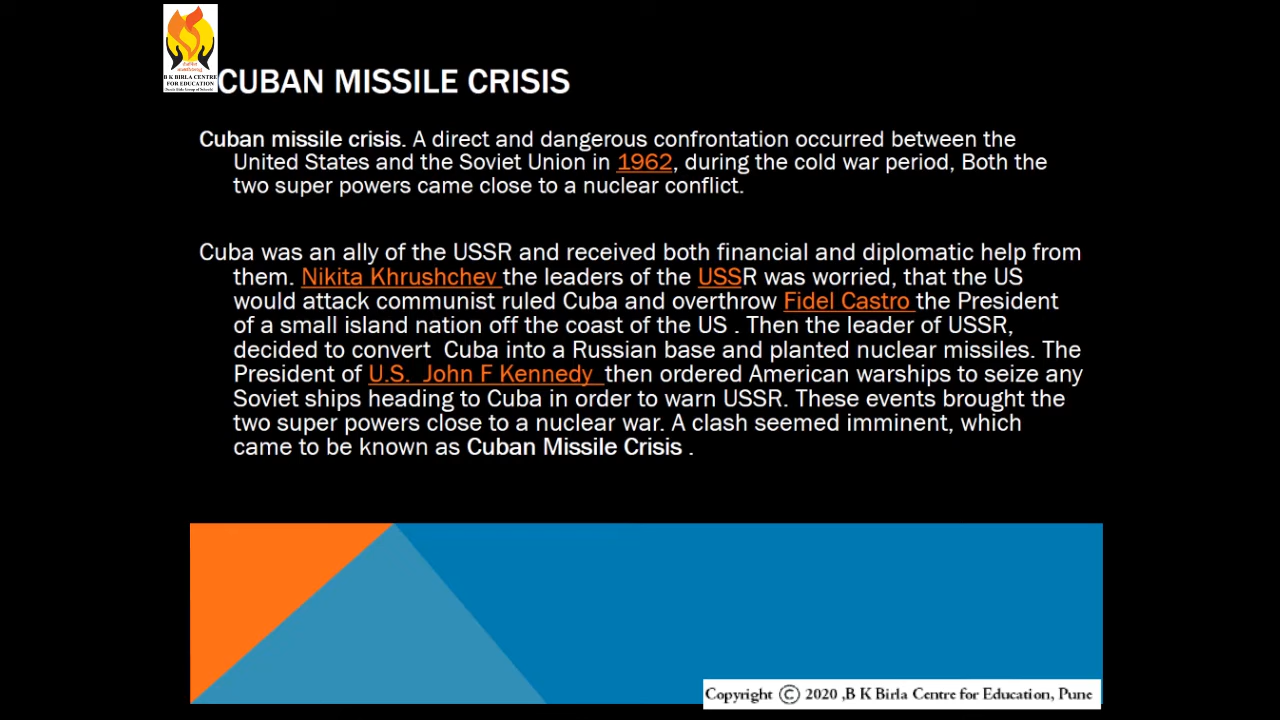 B K BIRLA CENTRE
FOR EDUCATION
CUBAN MISSILE CRISIS
Cuban missile crisis. A direct and dangerous confrontation occurred between the
United States and the Soviet Union in 1962, during the cold war period, Both the
two super powers came close to a nuclear conflict.
Cuba was an ally of the USSR and received both financial and diplomatic help from
them. Nikita Khrushchev the leaders of the USSR was worried, that the US
would attack communist ruled Cuba and overthrow Fidel Castro the President
of a small island nation off the coast of the US . Then the leader of USSR,
decided to convert Cuba into a Russian base and planted nuclear missiles. The
President of U.S. John F Kennedy then ordered American warships to seize any
Soviet ships heading to Cuba in order to warn USSR. These events brought the
two super powers close to a nuclear war. A clash seemed imminent, which
came to be known as Cuban Missile Crisis .
Copyright © 2020 ,B K Birla Centre for Education, Pune